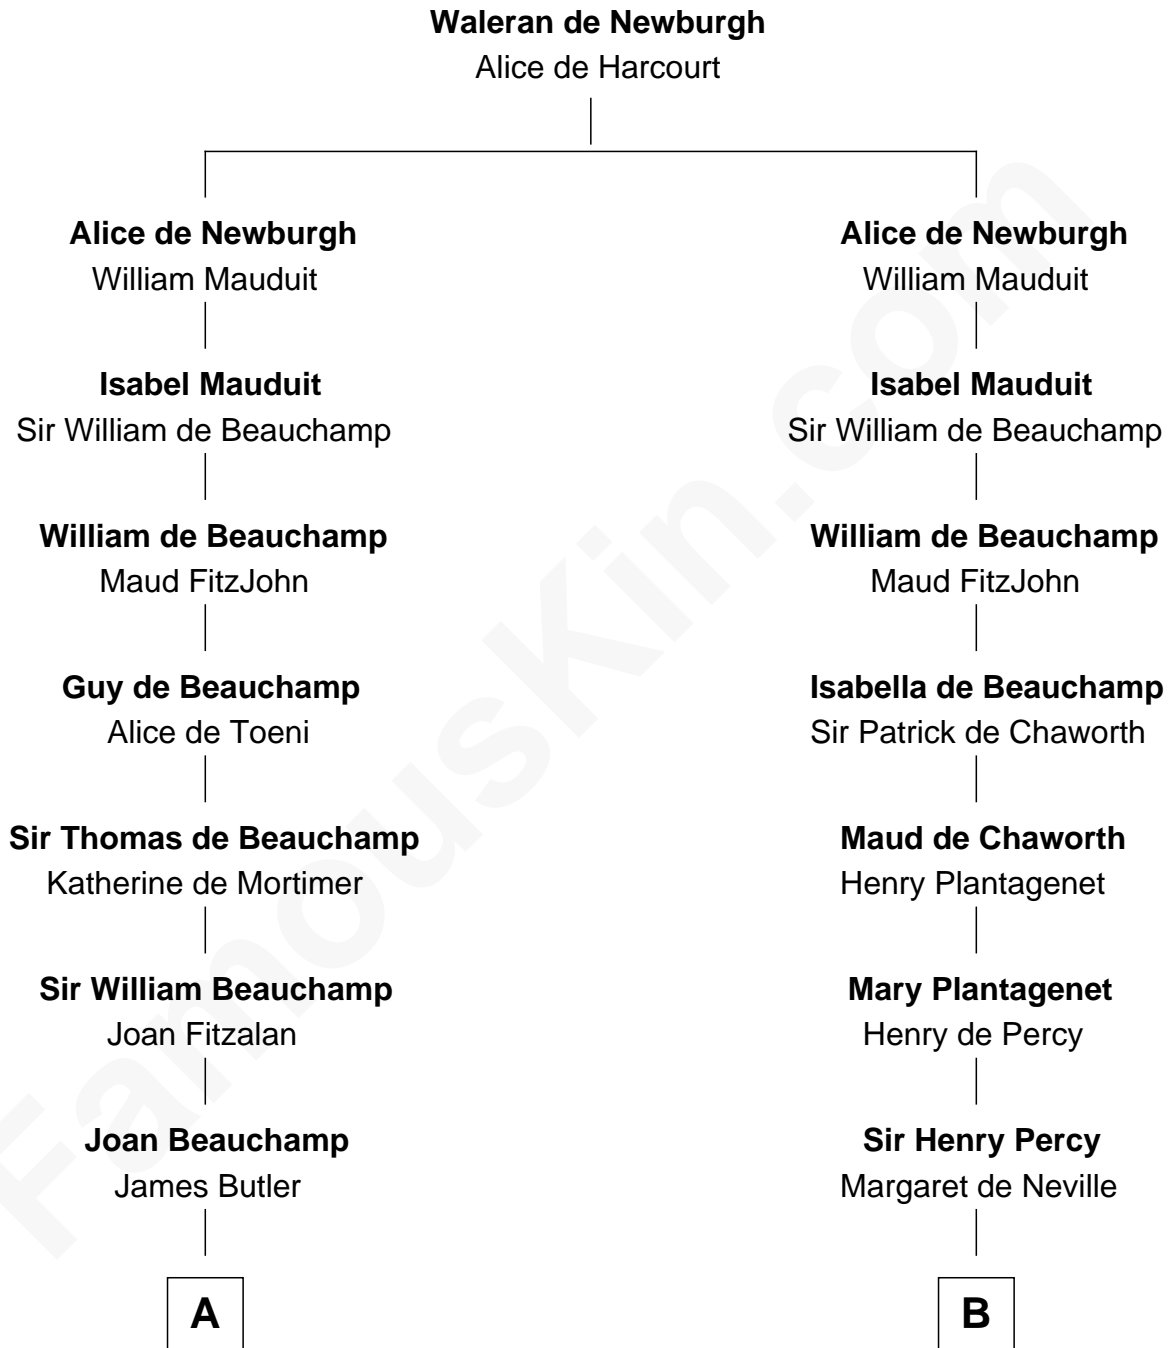 Waleran de Newburgh
Alice de Harcourt
Alice de Newburgh
William Mauduit
Alice de Newburgh
William Mauduit
Isabel Mauduit
Sir William de Beauchamp
Isabel Mauduit
Sir William de Beauchamp
William de Beauchamp
Maud FitzJohn
William de Beauchamp
Maud FitzJohn
Guy de Beauchamp
Alice de Toeni
Isabella de Beauchamp
Sir Patrick de Chaworth
Sir Thomas de Beauchamp
Katherine de Mortimer
Maud de Chaworth
Henry Plantagenet
Sir William Beauchamp
Joan Fitzalan
Mary Plantagenet
Henry de Percy
Joan Beauchamp
James Butler
Sir Henry Percy
Margaret de Neville
A
B
FamousKin.com